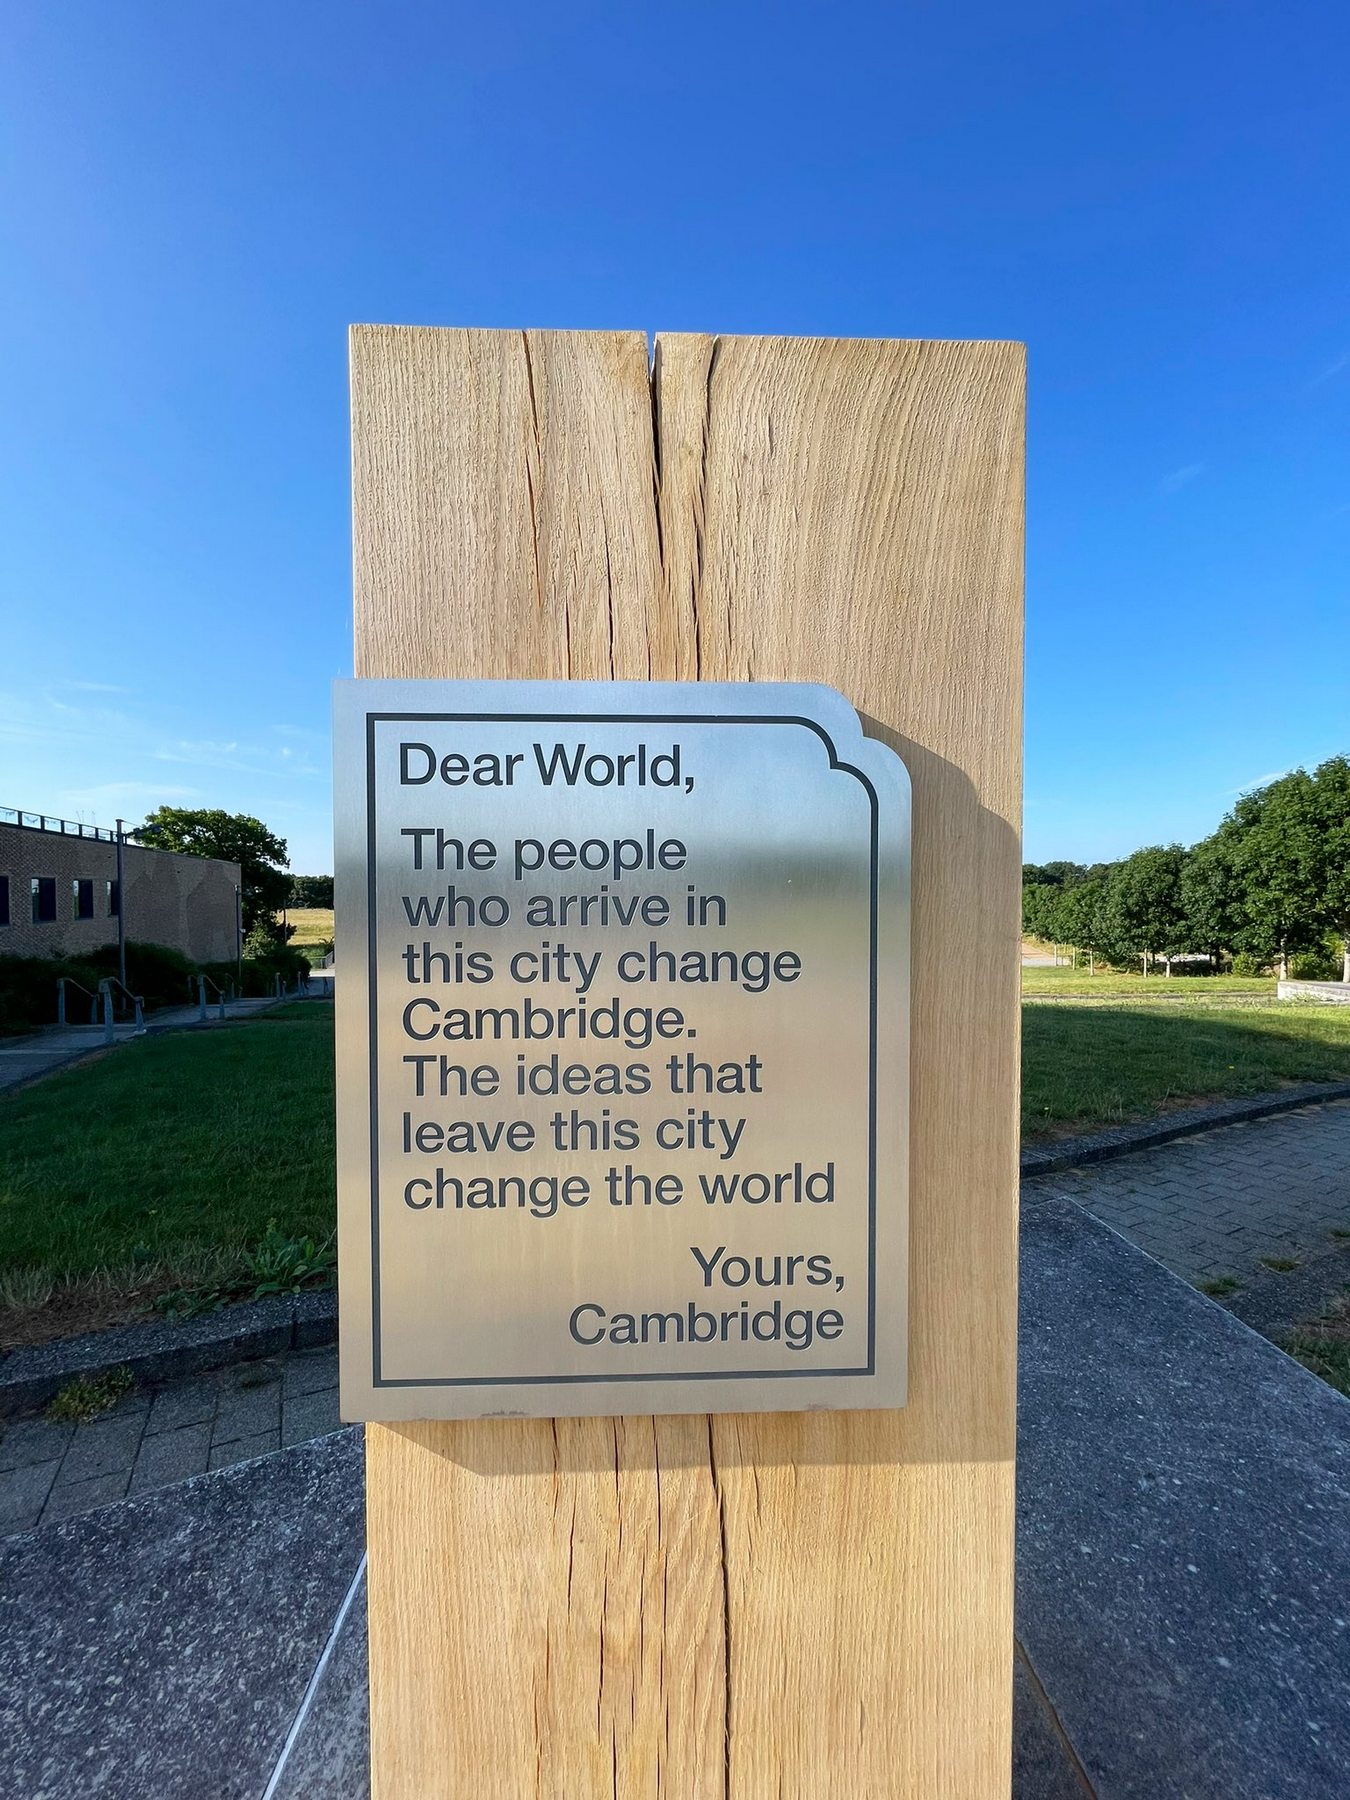 Dear World,
The people
who arrive in
this city change
Cambridge.
The ideas that
leave this city
change the world
Yours,
Cambridge